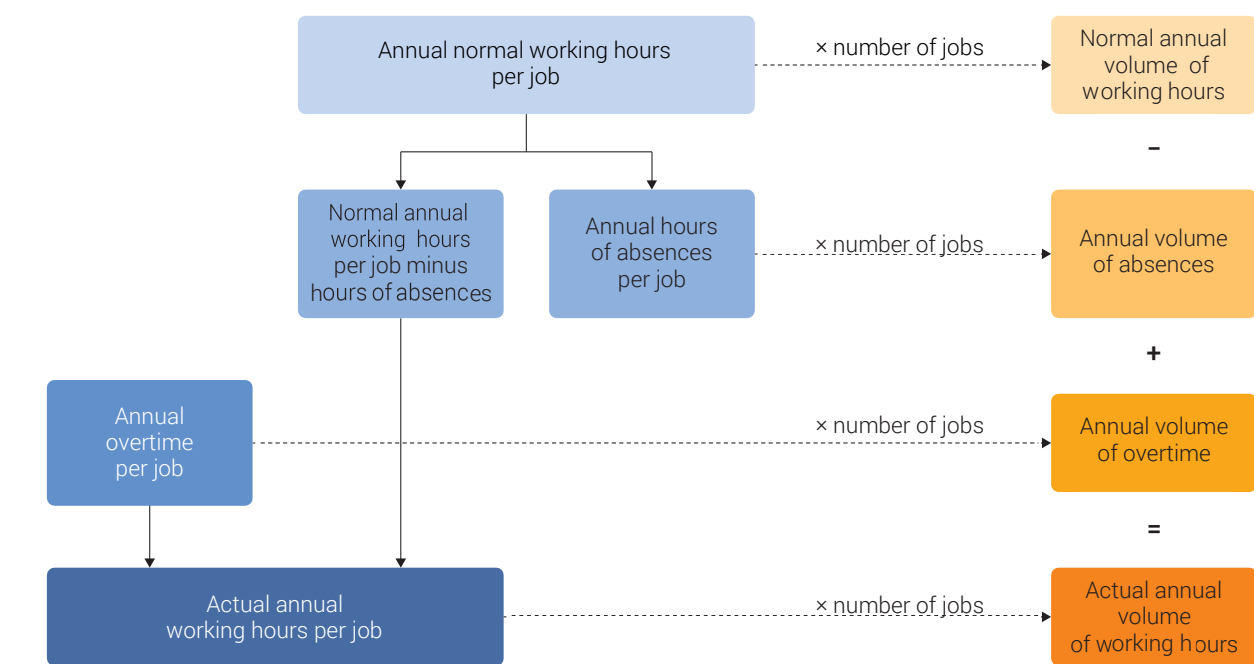 Annual normal working hours
per job
× number of jobs
Normal annual
volume of
working hours
–
Normal annual
working hours
per job minus
hours of absences
Annual hours
of absences
per job
× number of jobs
Annual volume
of absences
+
Annual
overtime
per job
× number of jobs
Annual volume
of overtime
=
Actual annual
working hours per job
× number of jobs
Actual annual
volume
of working hours